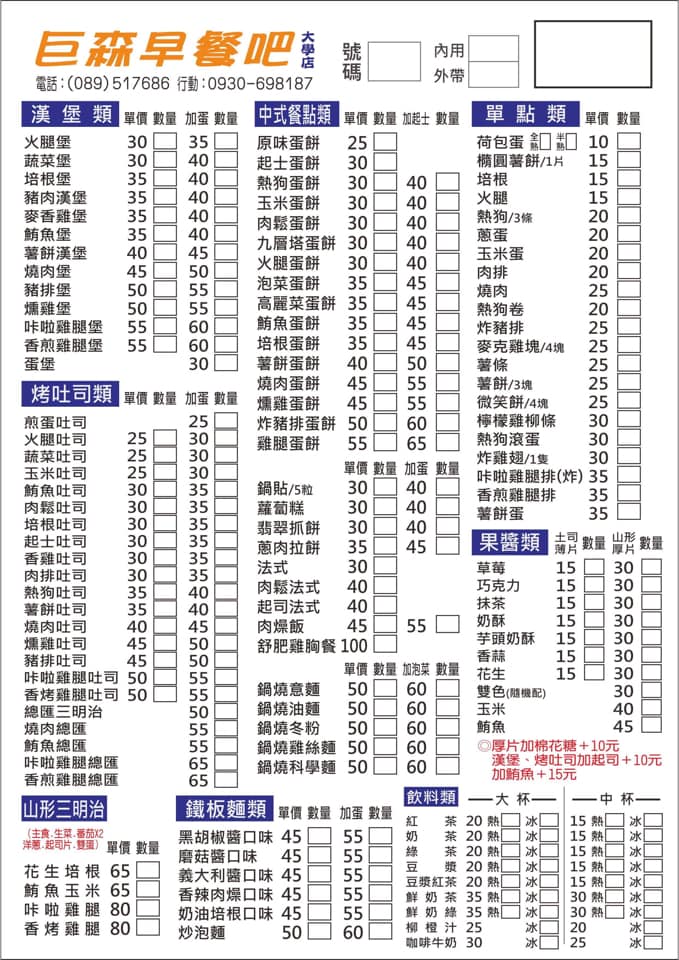 巨森早餐吧 大學店
電話：(089)517686 行動：0930-698187
號碼
內用
外帶
漢堡類 單價 數量 加蛋 數量
火腿堡 30 35
蔬菜堡 30 40
培根堡 35 40
豬肉漢堡 35 40
麥香雞堡 35 40
鮪魚堡 35 40
薯餅漢堡 40 45
燒肉堡 45 50
豬排堡 50 55
燻雞堡 50 55
咔啦雞腿堡 55 60
香煎雞腿堡 55 60
蛋堡 30
烤吐司類 單價 數量 加蛋 數量
煎蛋吐司 25
火腿吐司 25 30
蔬菜吐司 25 30
玉米吐司 25 30
鮪魚吐司 30 35
肉鬆吐司 30 35
培根吐司 30 35
起士吐司 30 35
香雞吐司 30 35
肉排吐司 30 35
熱狗吐司 35 40
薯餅吐司 35 40
燒肉吐司 40 45
燻雞吐司 45 50
豬排吐司 45 50
咔啦雞腿吐司 50 55
香烤雞腿吐司 50 55
總匯三明治 50
燒肉總匯 55
鮪魚總匯 55
咔啦雞腿總匯 65
香煎雞腿總匯 65
山形三明治
(主食.生菜.番茄X2
洋蔥.起司片.雙蛋) 單價 數量
花生培根 65
鮪魚玉米 65
咔啦雞腿 80
香烤雞腿 80
中式餐點類 單價 數量 加起士 數量
原味蛋餅 25
起士蛋餅 30
熱狗蛋餅 30 40
玉米蛋餅 30 40
肉鬆蛋餅 30 40
九層塔蛋餅 30 40
火腿蛋餅 30 40
泡菜蛋餅 35 45
高麗菜蛋餅 35 45
鮪魚蛋餅 35 45
培根蛋餅 35 45
薯餅蛋餅 40 50
燒肉蛋餅 45 55
燻雞蛋餅 45 55
炸豬排蛋餅 50 60
雞腿蛋餅 55 65
單價 數量 加蛋 數量
鍋貼/5粒 30 40
蘿蔔糕 30 40
翡翠抓餅 30 40
蔥肉拉餅 35 45
法式 30
肉鬆法式 40
起司法式 40
肉燥飯 45 55
舒肥雞胸餐 100
單價 數量 加泡菜 數量
鍋燒意麵 50 60
鍋燒油麵 50 60
鍋燒冬粉 50 60
鍋燒雞絲麵 50 60
鍋燒科學麵 50 60
鐵板麵類 單價 數量 加蛋 數量
黑胡椒醬口味 45 55
磨菇醬口味 45 55
義大利醬口味 45 55
香辣肉燥口味 45 55
奶油培根口味 45 55
炒泡麵 50 60
單點類 單價 數量
荷包蛋 全熟 半熟 10
橢圓薯餅/1片 15
培根 15
火腿 15
熱狗/3條 20
蔥蛋 20
玉米蛋 20
肉排 20
燒肉 25
熱狗卷 20
炸豬排 25
麥克雞塊/4塊 25
薯條 25
薯餅/3塊 25
微笑餅/4塊 25
檸檬雞柳條 30
熱狗滾蛋 30
炸雞翅/1隻 30
咔啦雞腿排(炸) 35
香煎雞腿排 35
薯餅蛋 35
果醬類 土司薄片 數量 山形厚片 數量
草莓 15 30
巧克力 15 30
抹茶 15 30
奶酥 15 30
芋頭奶酥 15 30
香蒜 15 30
花生 15 30
雙色(隨機配) 30
玉米 40
鮪魚 45
◎厚片加棉花糖＋10元
漢堡、烤吐司加起司＋10元
加鮪魚＋15元
飲料類 大杯 中杯
紅茶 20 熱 冰 15 熱 冰
奶茶 20 熱 冰 15 熱 冰
綠茶 20 熱 冰 15 熱 冰
豆漿 20 熱 冰 15 熱 冰
豆漿紅茶 20 熱 冰 15 熱 冰
鮮奶茶 35 熱 冰 30 熱 冰
鮮奶綠 35 熱 冰 30 熱 冰
柳橙汁 25 冰 20 冰
咖啡牛奶 30 冰 25 冰